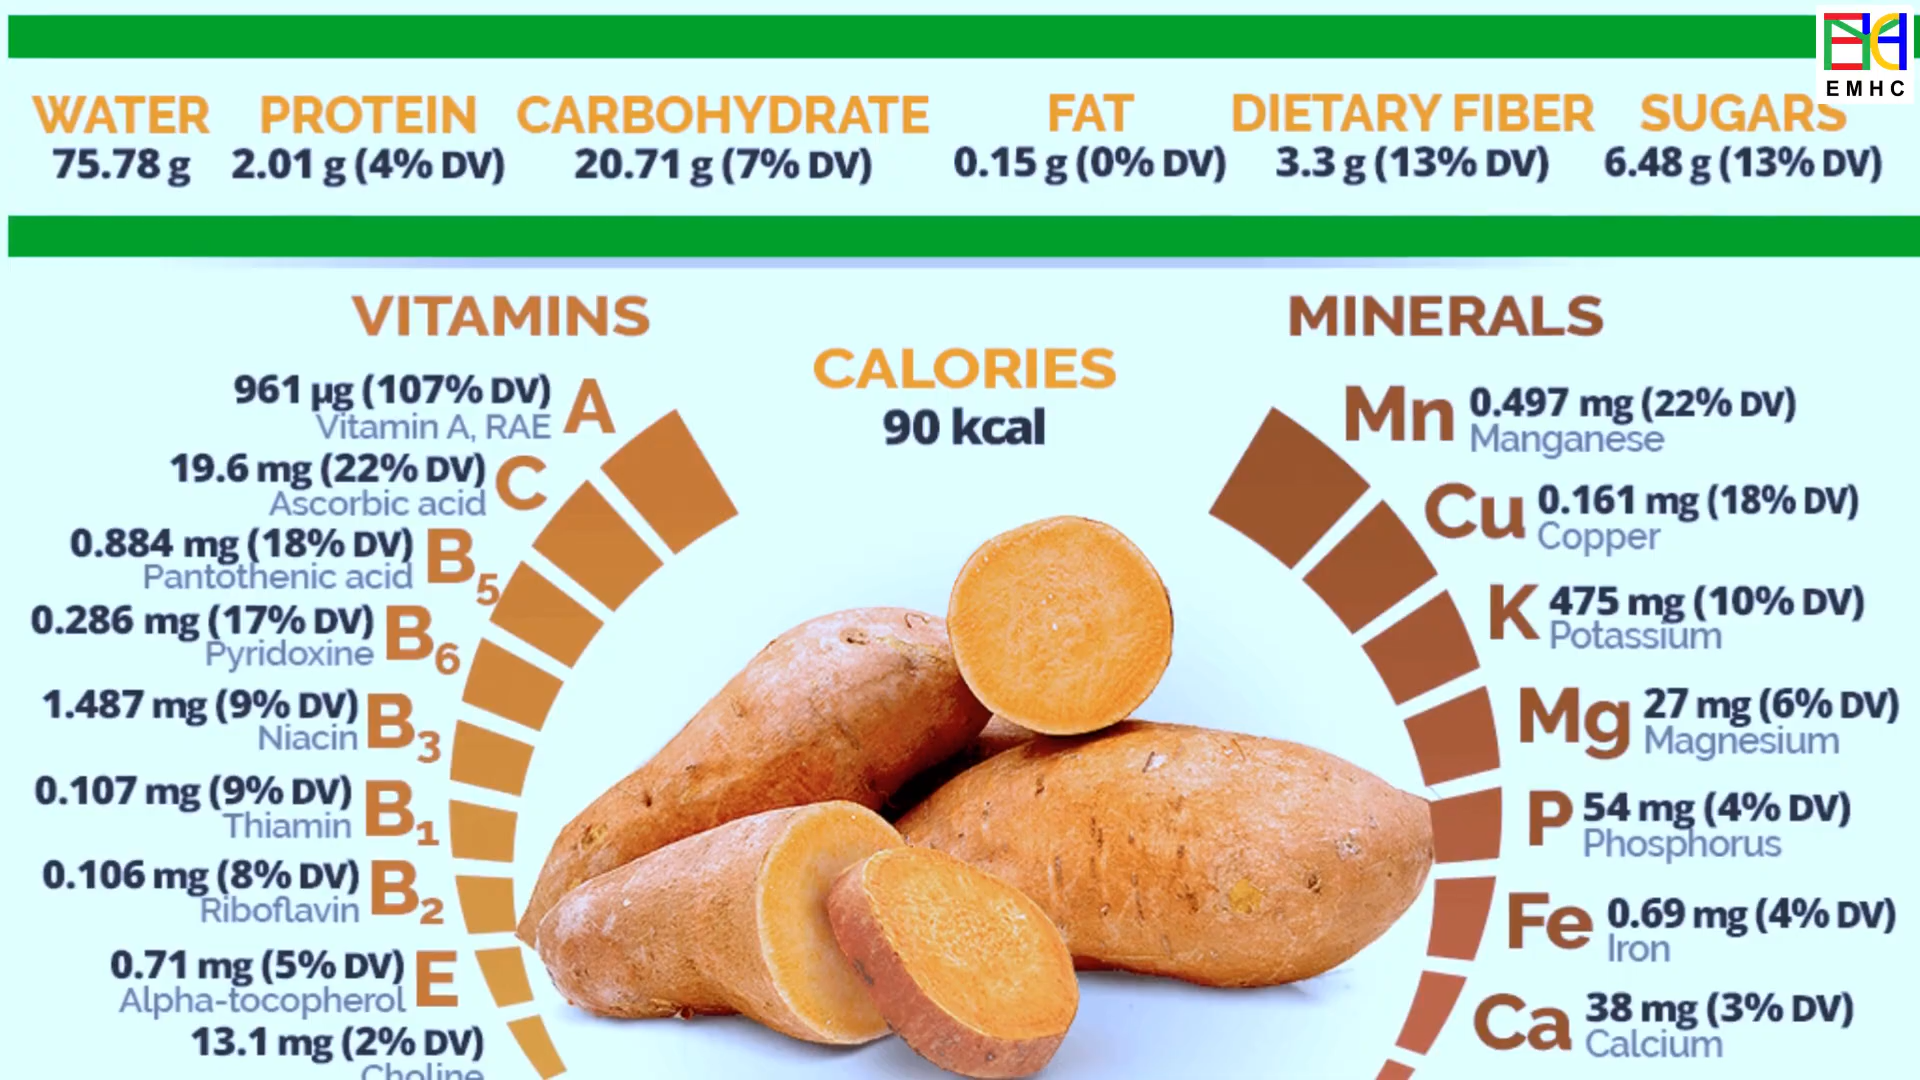 EMHC
WATER PROTEIN CARBOHYDRATE FAT DIETARY FIBER SUGARS
75.78 g 2.01 g (4% DV) 20.71 g (7% DV) 0.15 g (0% DV) 3.3 g (13% DV) 6.48 g (13% DV)
VITAMINS
961 µg (107% DV) A
Vitamin A, RAE
19.6 mg (22% DV) C
Ascorbic acid
0.884 mg (18% DV) B5
Pantothenic acid
0.286 mg (17% DV) B6
Pyridoxine
1.487 mg (9% DV) B3
Niacin
0.107 mg (9% DV) B1
Thiamin
0.106 mg (8% DV) B2
Riboflavin
0.71 mg (5% DV) E
Alpha-tocopherol
13.1 mg (2% DV)
Choline
CALORIES
90 kcal
MINERALS
Mn 0.497 mg (22% DV)
Manganese
Cu 0.161 mg (18% DV)
Copper
K 475 mg (10% DV)
Potassium
Mg 27 mg (6% DV)
Magnesium
P 54 mg (4% DV)
Phosphorus
Fe 0.69 mg (4% DV)
Iron
Ca 38 mg (3% DV)
Calcium